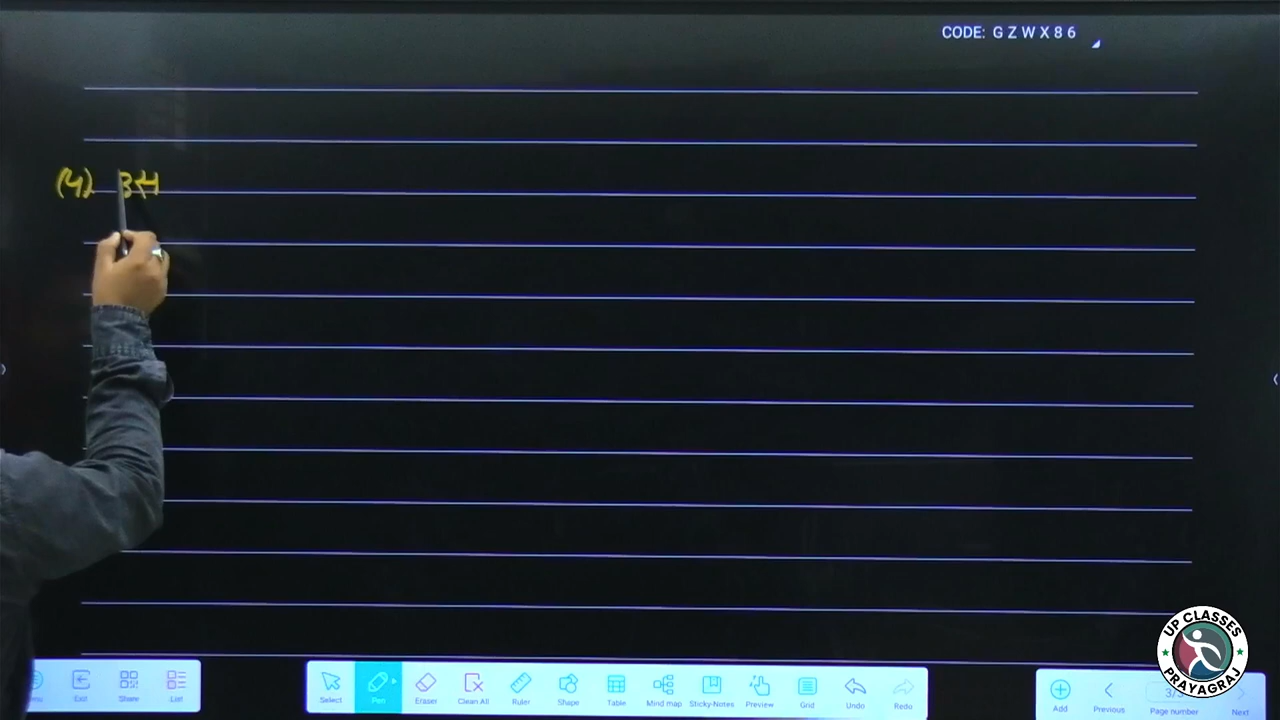 CODE: G Z W X 8 6
(4)
Exit
Share
List
Select
Pen
Eraser
Clean All
Ruler
Shape
Table
Mind map
Sticky-Notes
Preview
Grid
Undo
Redo
Add
Previous
Page number
Next
UP CLASSES
PRAYAGRAJ